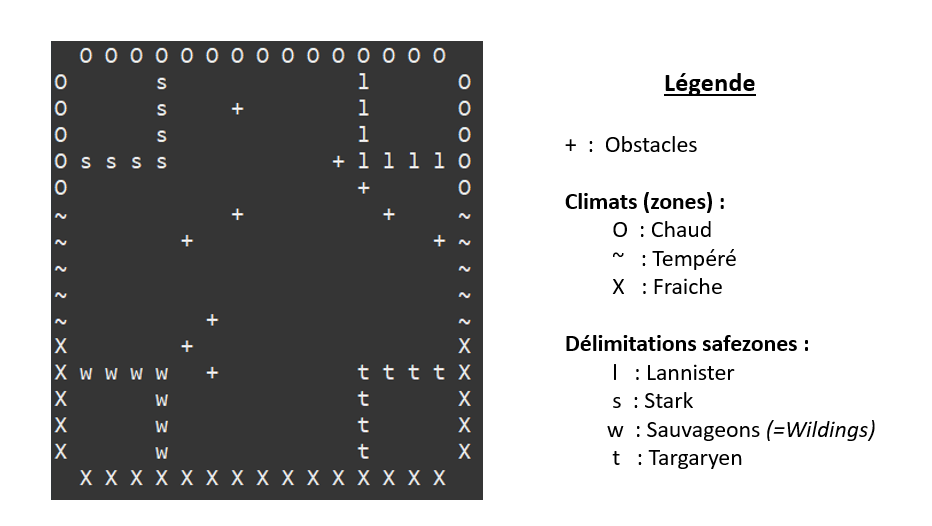 O O O O O O O O O O O O O O O
O       s               l       O
O       s     +         l       O
O       s               l       O
O s s s s             + l l l l O
O                       +       O
~             +           +     ~
~         +                   + ~
~                               ~
~                               ~
~           +                   ~
X         +                     X
X w w w w   +           t t t t X
X       w               t       X
X       w               t       X
X       w               t       X
  X X X X X X X X X X X X X X X
Légende
+ : Obstacles
Climats (zones) :
O : Chaud
~ : Tempéré
X : Fraiche
Délimitations safezones :
l : Lannister
s : Stark
w : Sauvageons (=Wildings)
t : Targaryen